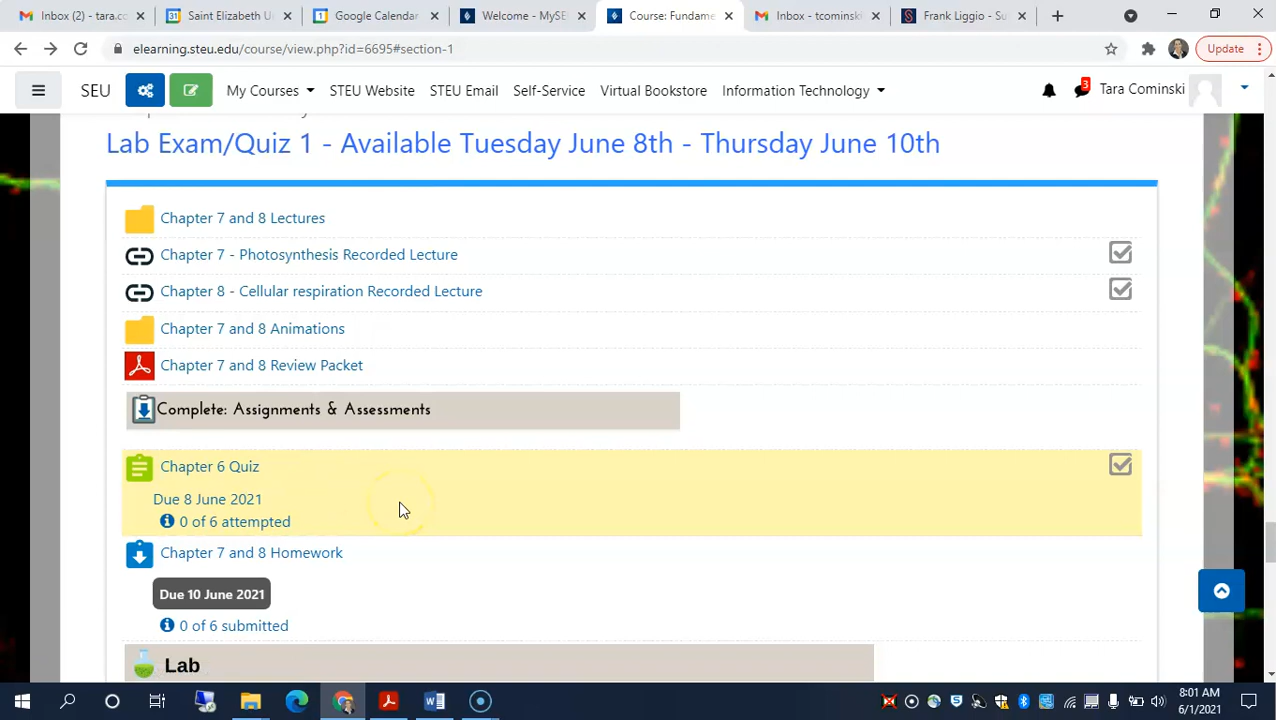 Inbox (2) - tara.co
Saint Elizabeth U
Google Calendar
Welcome - MySE
Course: Fundame
Inbox - tcominsk
Frank Liggio - Su
elearning.steu.edu/course/view.php?id=6695#section-1
Update
SEU
My Courses
STEU Website
STEU Email
Self-Service
Virtual Bookstore
Information Technology
3
Tara Cominski
Lab Exam/Quiz 1 - Available Tuesday June 8th - Thursday June 10th
Chapter 7 and 8 Lectures
Chapter 7 - Photosynthesis Recorded Lecture
Chapter 8 - Cellular respiration Recorded Lecture
Chapter 7 and 8 Animations
Chapter 7 and 8 Review Packet
Complete: Assignments & Assessments
Chapter 6 Quiz
Due 8 June 2021
0 of 6 attempted
Chapter 7 and 8 Homework
Due 10 June 2021
0 of 6 submitted
Lab
8:01 AM
6/1/2021